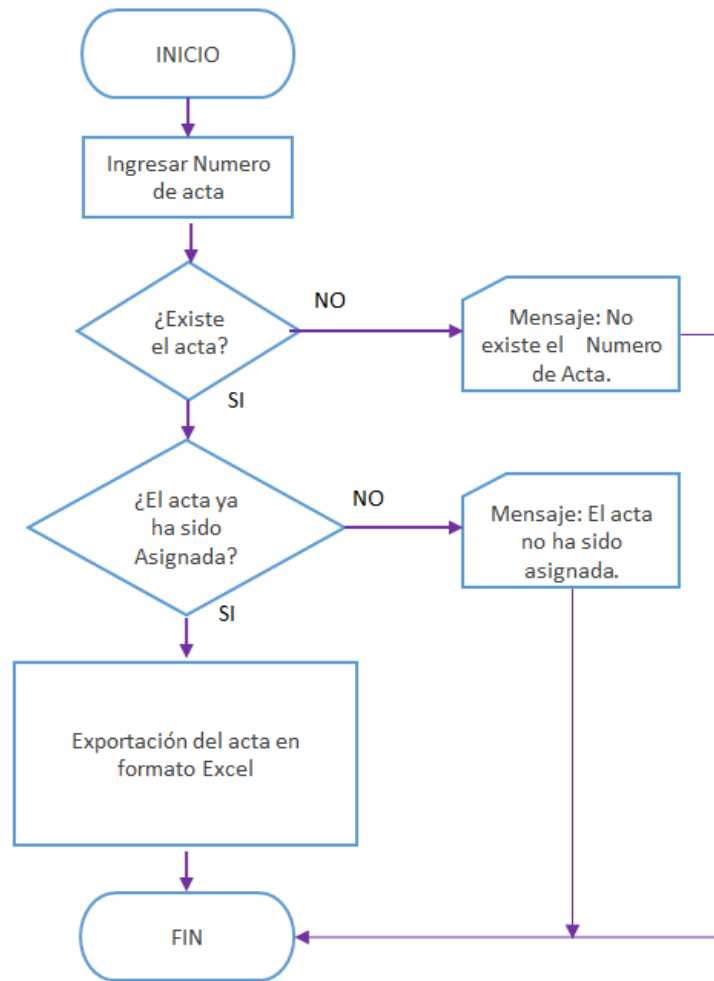 INICIO
Ingresar Numero
de acta
¿Existe
el acta?
NO
Mensaje: No
existe el Numero
de Acta.
SI
¿El acta ya
ha sido
Asignada?
NO
Mensaje: El acta
no ha sido
asignada.
SI
Exportación del acta en
formato Excel
FIN